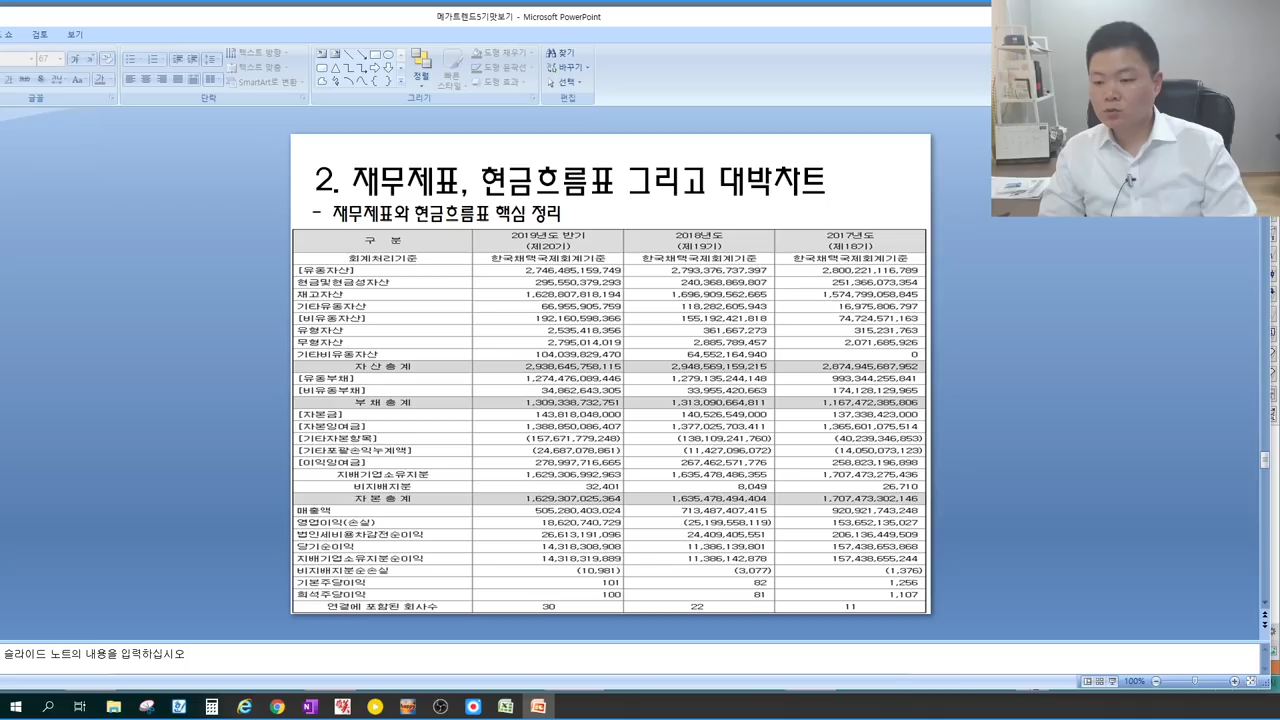 메가트렌드5기맛보기 - Microsoft PowerPoint
쇼 검토 보기
67
텍스트 방향
텍스트 맞춤
SmartArt로 변환
정렬
빠른
스타일
도형 채우기
도형 윤곽선
도형 효과
찾기
바꾸기
선택
글꼴 단락 그리기 편집
2. 재무제표, 현금흐름표 그리고 대박차트
- 재무제표와 현금흐름표 핵심 정리
구 분 2019년도 반기 (제20기) 2018년도 (제19기) 2017년도 (제18기)
회계처리기준 한국채택국제회계기준 한국채택국제회계기준 한국채택국제회계기준
[유동자산] 2,746,485,159,749 2,793,376,737,397 2,800,221,116,789
현금및현금성자산 295,550,379,293 240,368,869,807 251,366,073,354
재고자산 1,628,807,818,194 1,696,909,562,665 1,574,799,058,845
기타유동자산 66,955,905,759 118,282,605,943 16,975,806,797
[비유동자산] 192,160,598,366 155,192,421,818 74,724,571,163
유형자산 2,535,418,356 361,667,273 315,231,763
무형자산 2,795,014,019 2,885,789,457 2,071,685,926
기타비유동자산 104,039,829,470 64,552,164,940 0
자 산 총 계 2,938,645,758,115 2,948,569,159,215 2,874,945,687,952
[유동부채] 1,274,476,089,446 1,279,135,244,148 993,344,255,841
[비유동부채] 34,862,643,305 33,955,420,663 174,128,129,965
부 채 총 계 1,309,338,732,751 1,313,090,664,811 1,167,472,385,806
[자본금] 143,818,048,000 140,526,549,000 137,338,423,000
[자본잉여금] 1,388,850,086,407 1,377,025,703,411 1,365,601,075,514
[기타자본항목] (157,671,779,248) (138,109,241,760) (40,239,346,853)
[기타포괄손익누계액] (24,687,078,861) (11,427,096,072) (14,050,073,123)
[이익잉여금] 278,997,716,665 267,462,571,776 258,823,196,898
지배기업소유지분 1,629,306,992,963 1,635,478,486,355 1,707,473,275,436
비지배지분 32,401 8,049 26,710
자 본 총 계 1,629,307,025,364 1,635,478,494,404 1,707,473,302,146
매출액 505,280,403,024 713,487,407,415 920,921,743,248
영업이익(손실) 18,620,740,729 (25,199,558,119) 153,652,135,027
법인세비용차감전순이익 26,613,191,096 24,409,405,551 206,136,449,509
당기순이익 14,318,308,908 11,386,139,801 157,438,653,868
지배기업소유지분순이익 14,318,319,889 11,386,142,878 157,438,655,244
비지배지분순손실 (10,981) (3,077) (1,376)
기본주당이익 101 82 1,256
희석주당이익 100 81 1,107
연결에 포함된 회사수 30 22 11
슬라이드 노트의 내용을 입력하십시오
100%